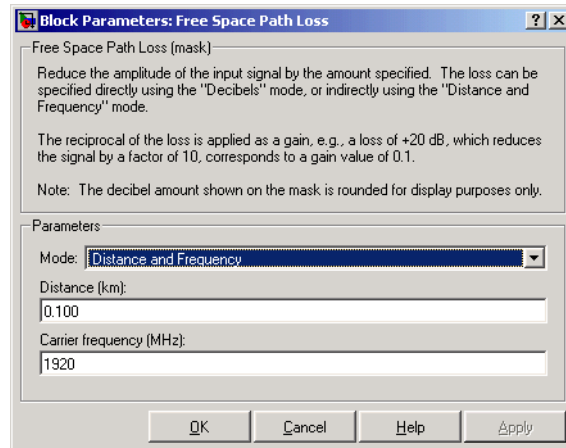 Block Parameters: Free Space Path Loss
Free Space Path Loss (mask)
Reduce the amplitude of the input signal by the amount specified. The loss can be
specified directly using the "Decibels" mode, or indirectly using the "Distance and
Frequency" mode.
The reciprocal of the loss is applied as a gain, e.g., a loss of +20 dB, which reduces
the signal by a factor of 10, corresponds to a gain value of 0.1.
Note: The decibel amount shown on the mask is rounded for display purposes only.
Parameters
Mode: Distance and Frequency
Distance (km):
0.100
Carrier frequency (MHz):
1920
OK Cancel Help Apply